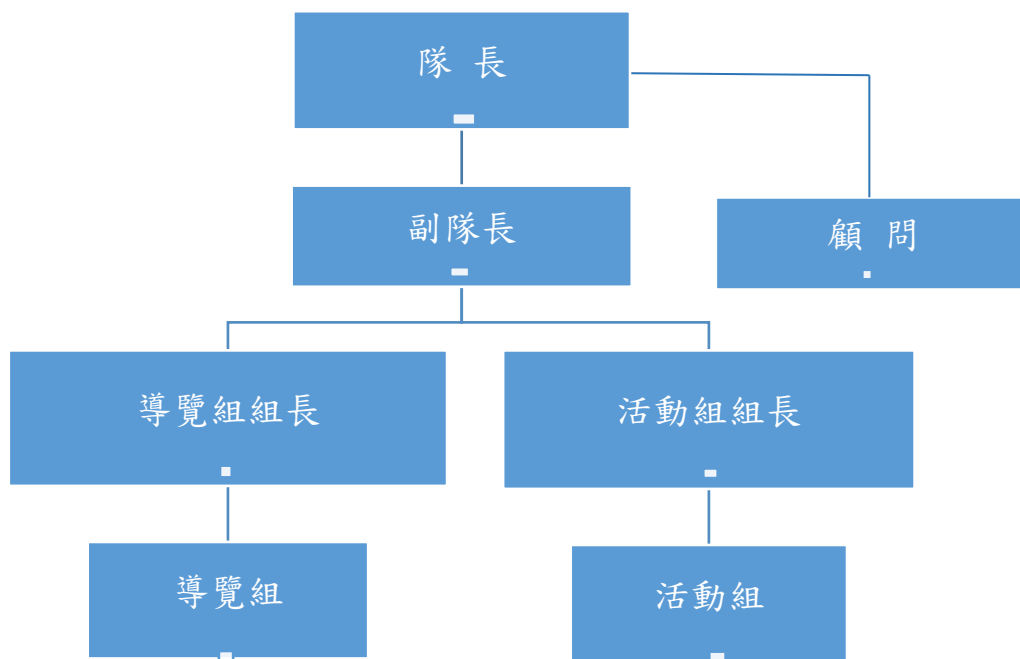 隊 長
副隊長
顧 問
導覽組組長
活動組組長
導覽組
活動組